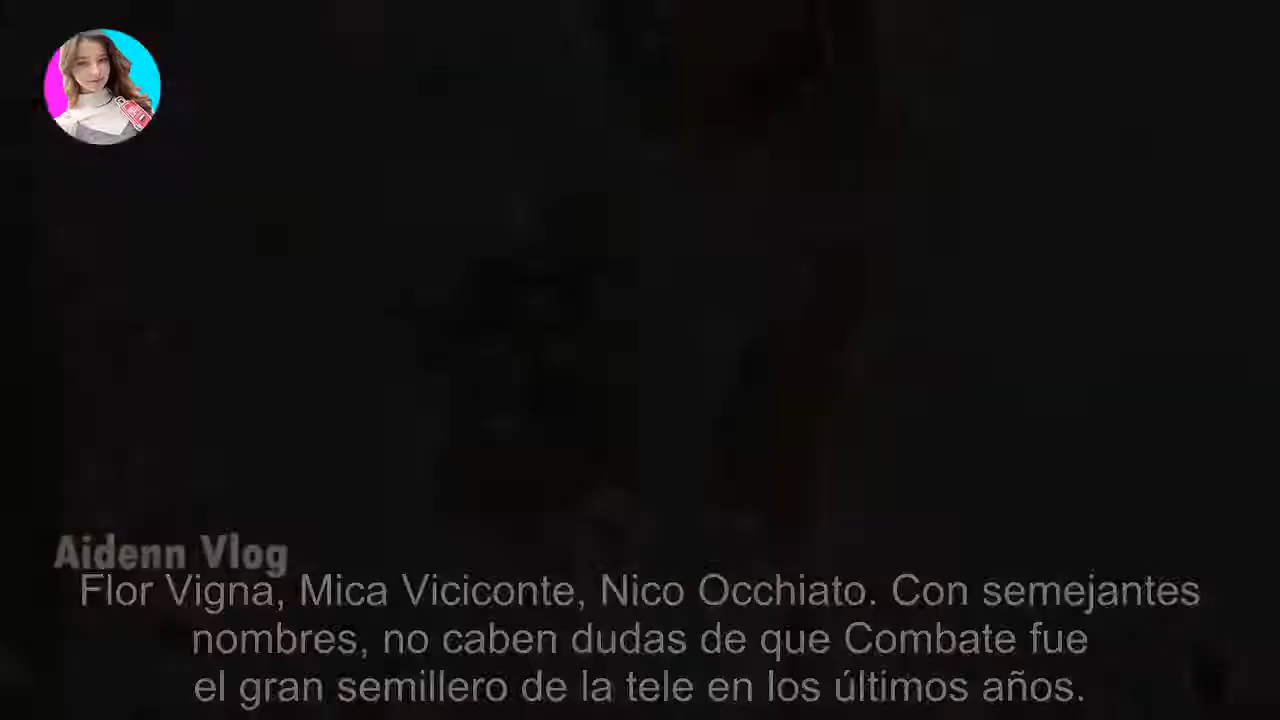 Aidenn Vlog
Flor Vigna, Mica Viciconte, Nico Occhiato. Con semejantes
nombres, no caben dudas de que Combate fue
el gran semillero de la tele en los últimos años.